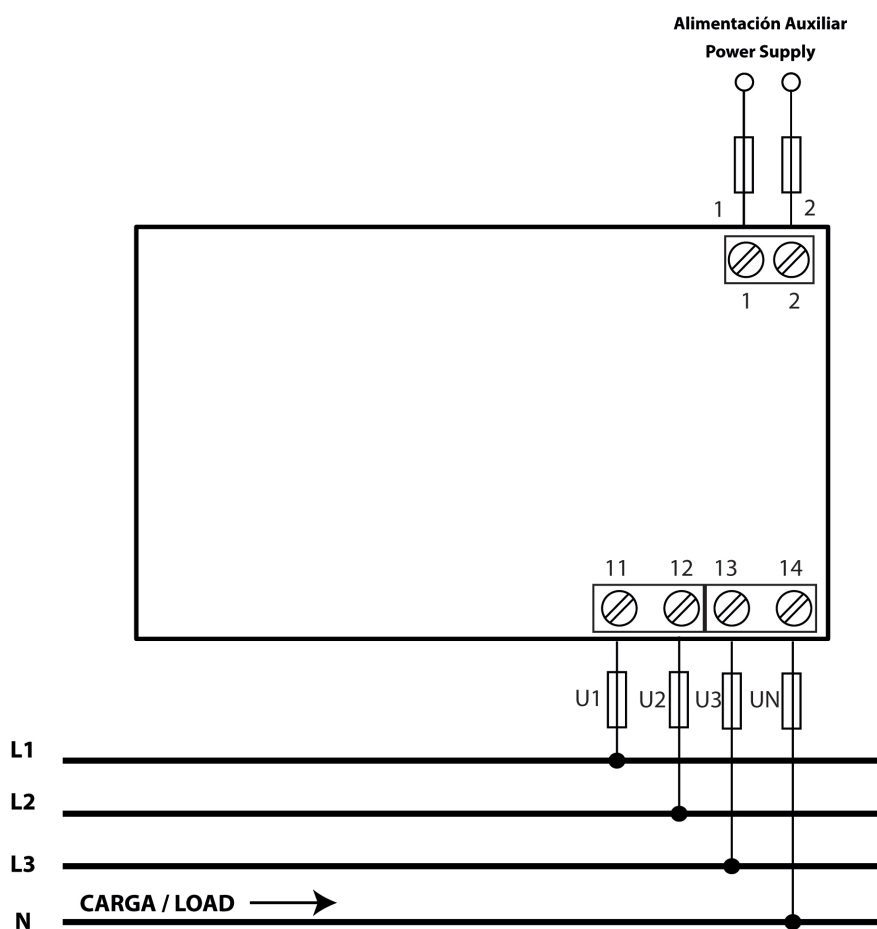 Alimentación Auxiliar
Power Supply
1 2
1 2
11 12 13 14
U1 U2 U3 UN
L1
L2
L3
CARGA / LOAD
N